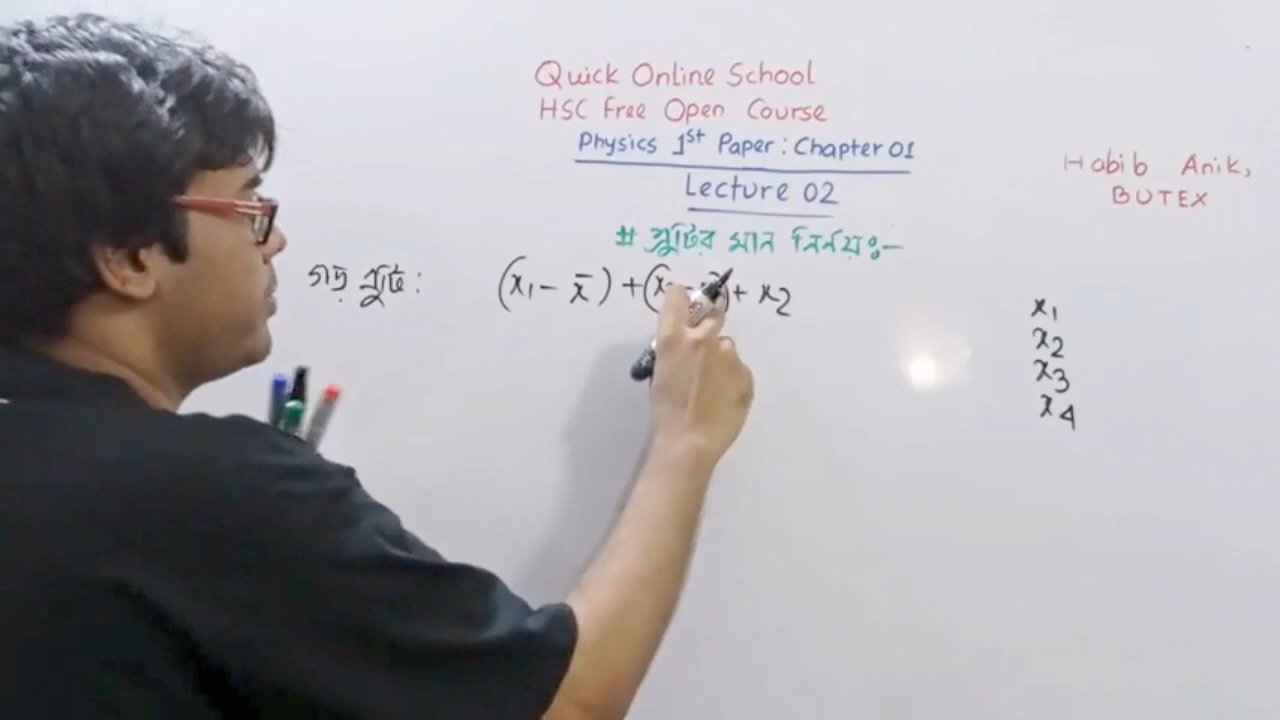 Quick Online School
HSC Free Open Course
Physics 1st Paper : Chapter 01
Lecture 02
Habib Anik,
BUTEX
# ত্রুটির মান নির্নয়ঃ-
গড় ত্রুটি : (x₁ - x̄) + (x + x₂
x₁
x₂
x₃
x₄